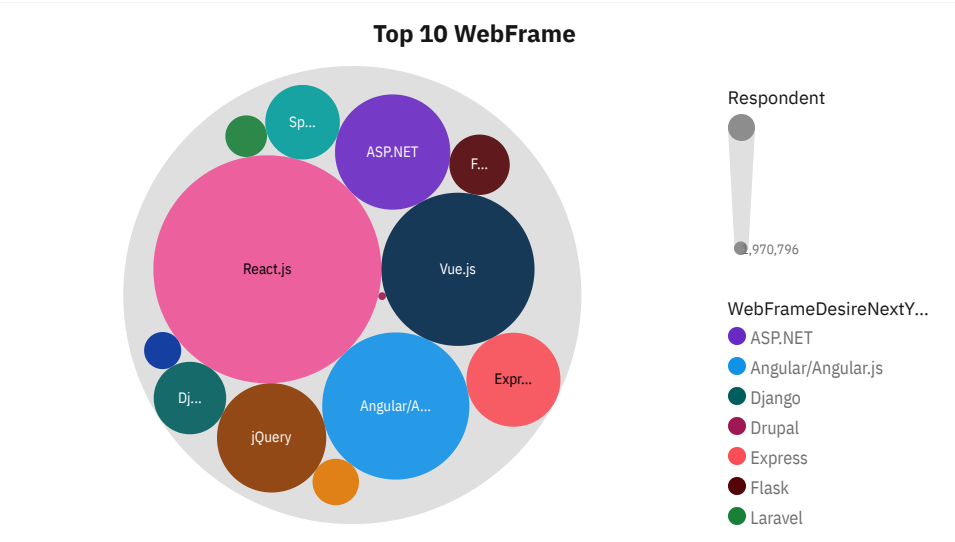 Top 10 WebFrame
Sp...
ASP.NET
F...
React.js
Vue.js
Dj...
jQuery
Angular/A...
Expr...
Respondent
1,970,796
WebFrameDesireNextY...
ASP.NET
Angular/Angular.js
Django
Drupal
Express
Flask
Laravel